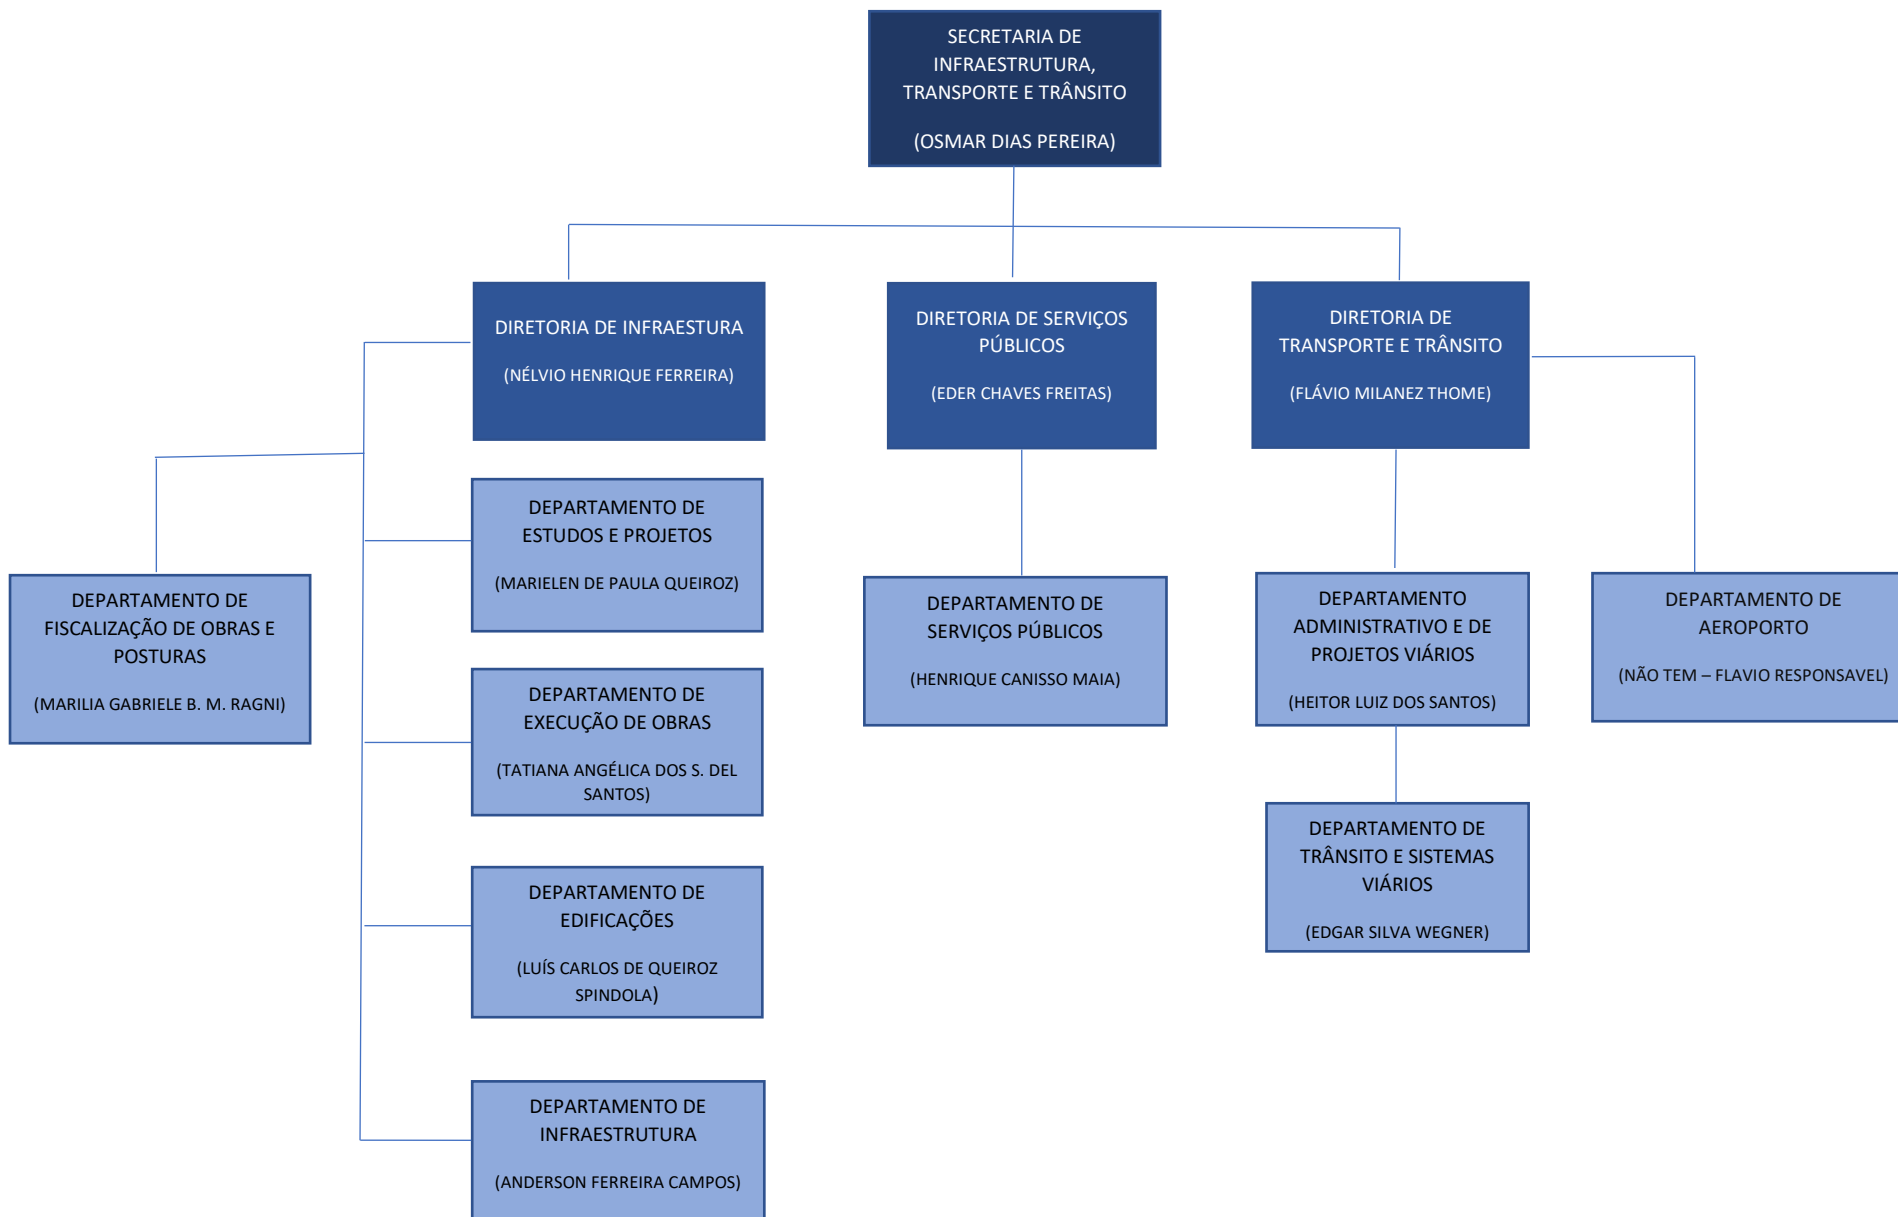 SECRETARIA DE
INFRAESTRUTURA,
TRANSPORTE E TRÂNSITO
(OSMAR DIAS PEREIRA)
DIRETORIA DE INFRAESTURA
(NÉLVIO HENRIQUE FERREIRA)
DIRETORIA DE SERVIÇOS
PÚBLICOS
(EDER CHAVES FREITAS)
DIRETORIA DE
TRANSPORTE E TRÂNSITO
(FLÁVIO MILANEZ THOME)
DEPARTAMENTO DE
FISCALIZAÇÃO DE OBRAS E
POSTURAS
(MARILIA GABRIELE B. M. RAGNI)
DEPARTAMENTO DE
ESTUDOS E PROJETOS
(MARIELEN DE PAULA QUEIROZ)
DEPARTAMENTO DE
EXECUÇÃO DE OBRAS
(TATIANA ANGÉLICA DOS S. DEL
SANTOS)
DEPARTAMENTO DE
EDIFICAÇÕES
(LUÍS CARLOS DE QUEIROZ
SPINDOLA)
DEPARTAMENTO DE
INFRAESTRUTURA
(ANDERSON FERREIRA CAMPOS)
DEPARTAMENTO DE
SERVIÇOS PÚBLICOS
(HENRIQUE CANISSO MAIA)
DEPARTAMENTO
ADMINISTRATIVO E DE
PROJETOS VIÁRIOS
(HEITOR LUIZ DOS SANTOS)
DEPARTAMENTO DE
TRÂNSITO E SISTEMAS
VIÁRIOS
(EDGAR SILVA WEGNER)
DEPARTAMENTO DE
AEROPORTO
(NÃO TEM – FLAVIO RESPONSAVEL)